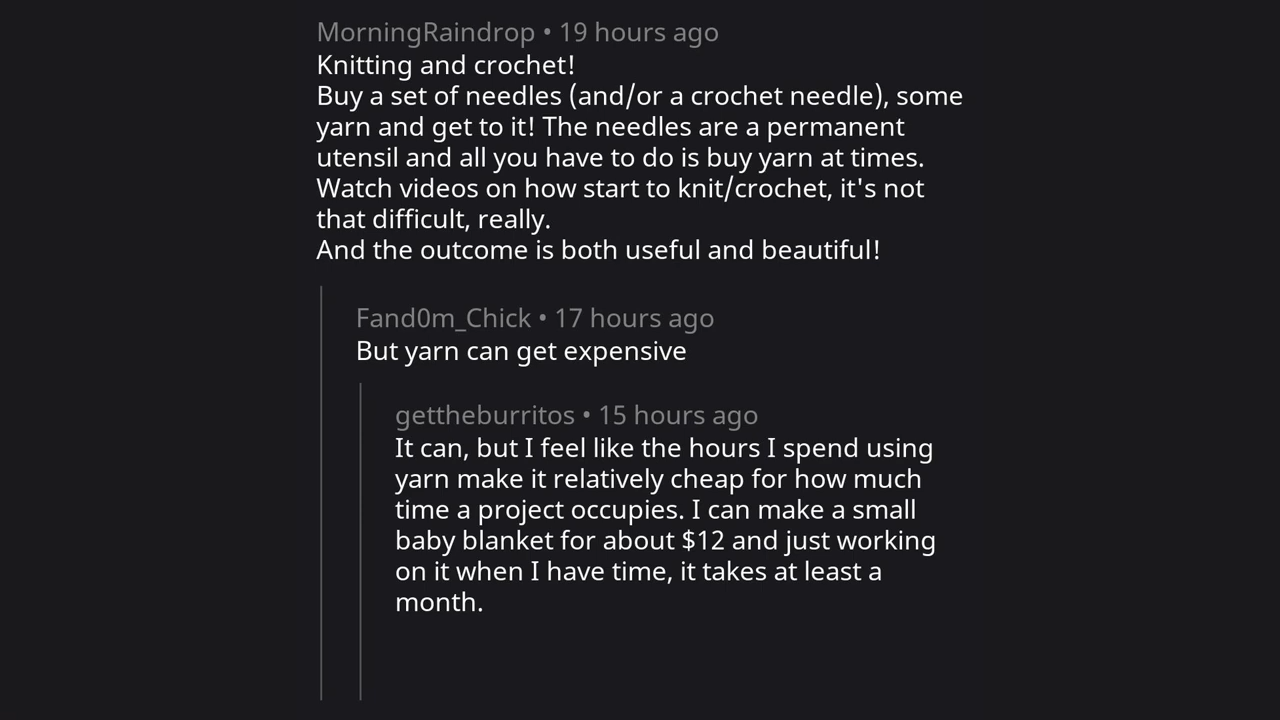 MorningRaindrop • 19 hours ago
Knitting and crochet!
Buy a set of needles (and/or a crochet needle), some
yarn and get to it! The needles are a permanent
utensil and all you have to do is buy yarn at times.
Watch videos on how start to knit/crochet, it's not
that difficult, really.
And the outcome is both useful and beautiful!
Fand0m_Chick • 17 hours ago
But yarn can get expensive
gettheburritos • 15 hours ago
It can, but I feel like the hours I spend using
yarn make it relatively cheap for how much
time a project occupies. I can make a small
baby blanket for about $12 and just working
on it when I have time, it takes at least a
month.